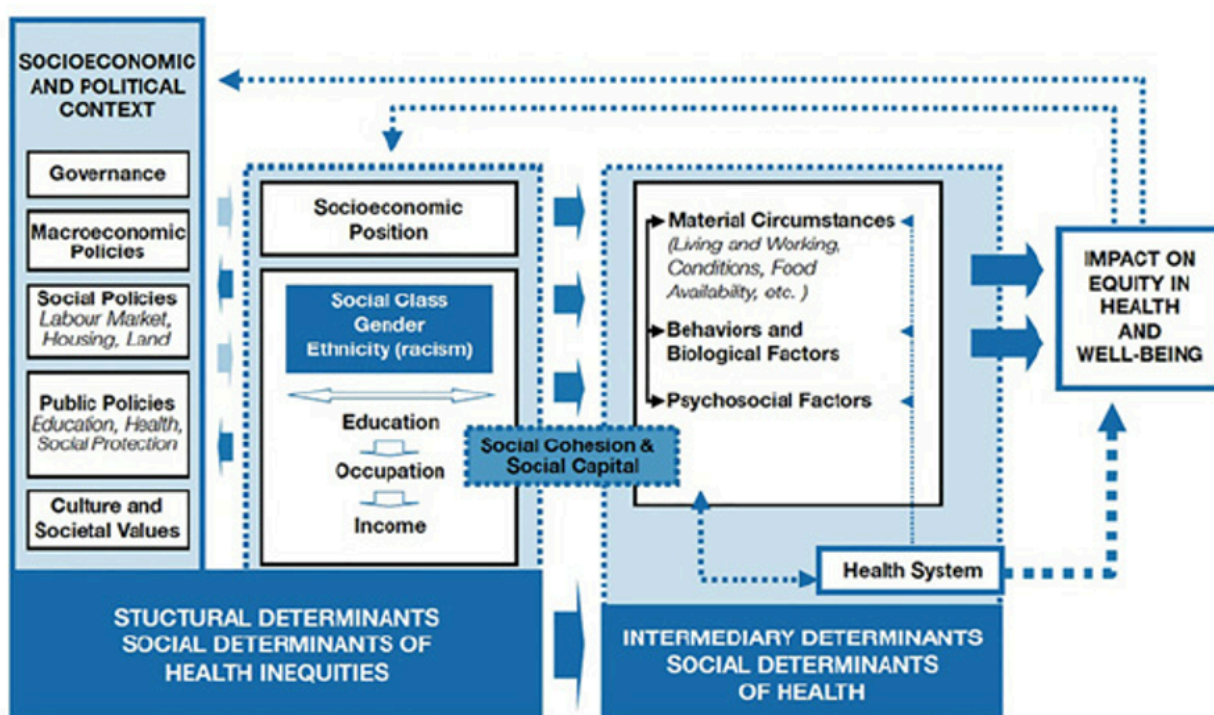 SOCIOECONOMIC
AND POLITICAL
CONTEXT
Governance
Macroeconomic
Policies
Social Policies
Labour Market,
Housing, Land
Public Policies
Education, Health,
Social Protection
Culture and
Societal Values
Socioeconomic
Position
Social Class
Gender
Ethnicity (racism)
Education
Occupation
Income
Social Cohesion &
Social Capital
Material Circumstances
(Living and Working,
Conditions, Food
Availability, etc. )
Behaviors and
Biological Factors
Psychosocial Factors
Health System
IMPACT ON
EQUITY IN
HEALTH
AND
WELL-BEING
STUCTURAL DETERMINANTS
SOCIAL DETERMINANTS OF
HEALTH INEQUITIES
INTERMEDIARY DETERMINANTS
SOCIAL DETERMINANTS
OF HEALTH